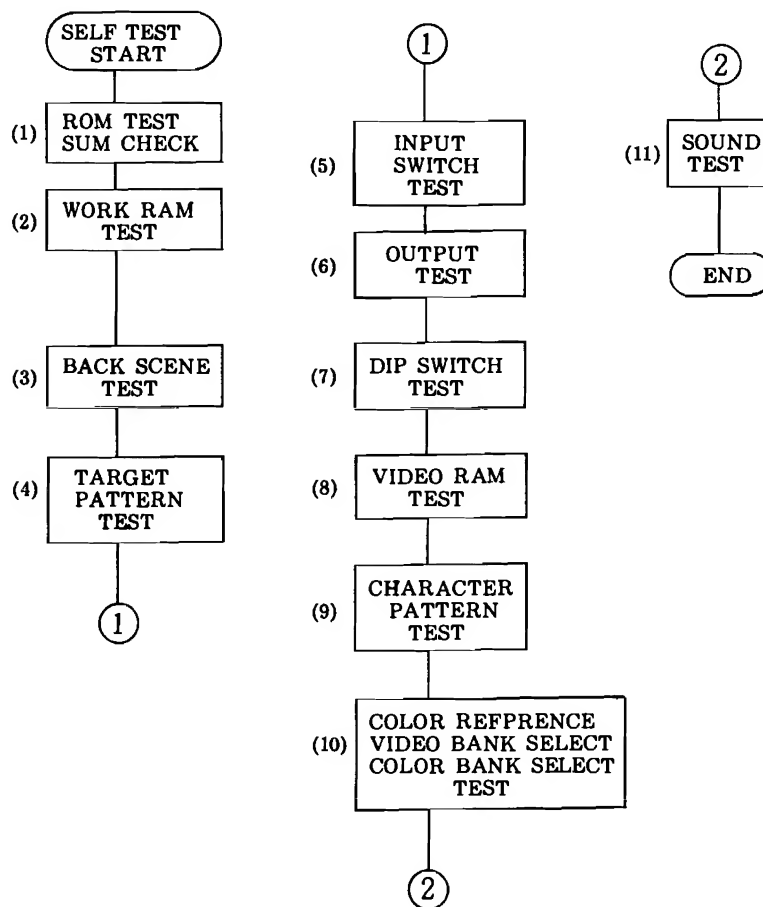 SELF TEST
START
(1)
ROM TEST
SUM CHECK
(2)
WORK RAM
TEST
(3)
BACK SCENE
TEST
(4)
TARGET
PATTERN
TEST
1
1
(5)
INPUT
SWITCH
TEST
(6)
OUTPUT
TEST
(7)
DIP SWITCH
TEST
(8)
VIDEO RAM
TEST
(9)
CHARACTER
PATTERN
TEST
(10)
COLOR REFPRENCE
VIDEO BANK SELECT
COLOR BANK SELECT
TEST
2
2
(11)
SOUND
TEST
END